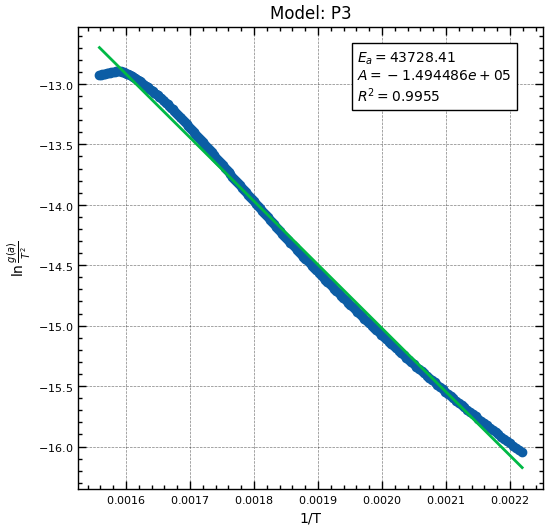 Model: P3
E_a = 43728.41
A = −1.494486e + 05
R² = 0.9955
ln g(a)/T²
−13.0
−13.5
−14.0
−14.5
−15.0
−15.5
−16.0
0.0016 0.0017 0.0018 0.0019 0.0020 0.0021 0.0022
1/T